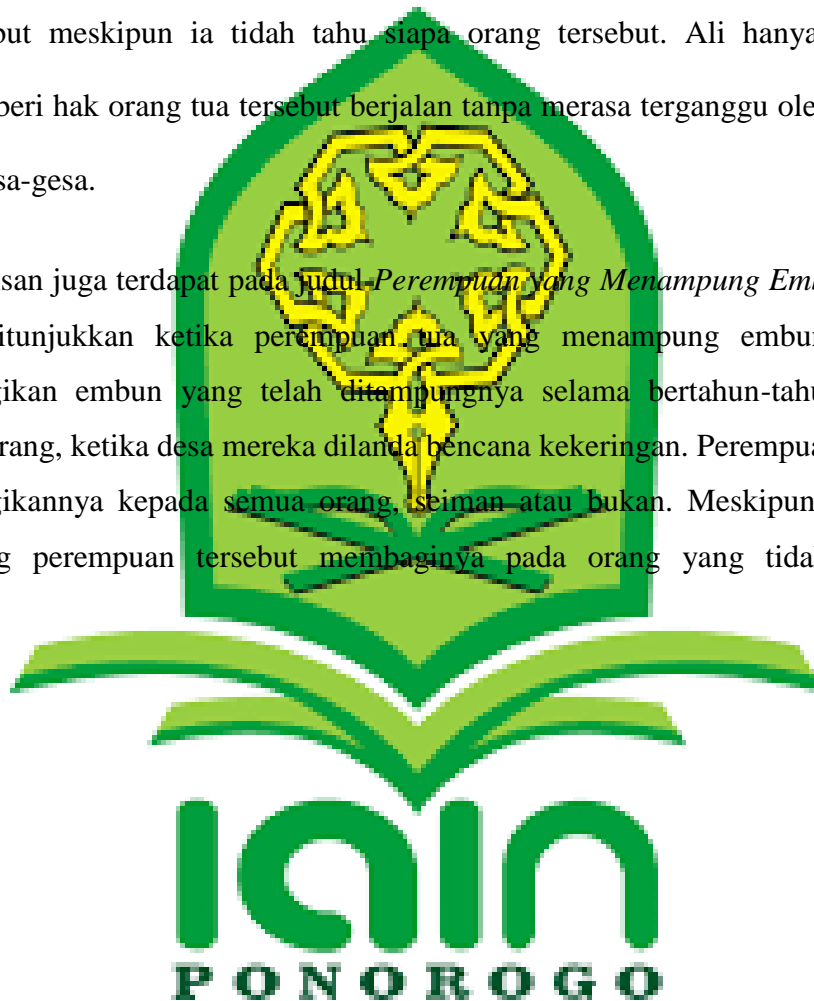 but meskipun ia tidah tahu siapa orang tersebut. Ali hanya
beri hak orang tua tersebut berjalan tanpa merasa terganggu ole
sa-gesa.
san juga terdapat pada judul Perempuan yang Menampung Emb
itunjukkan ketika perempuan tua yang menampung embun
gikan embun yang telah ditampungnya selama bertahun-tahu
rang, ketika desa mereka dilanda bencana kekeringan. Perempua
gikannya kepada semua orang, seiman atau bukan. Meskipun
g perempuan tersebut membaginya pada orang yang tidak
iain
PONOROGO